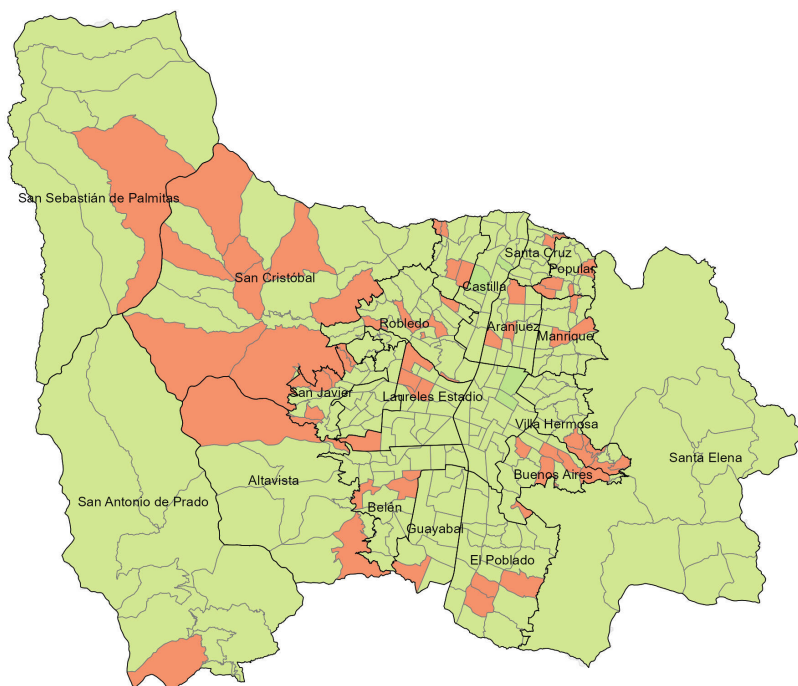 San Sebastián de Palmitas
San Cristóbal
Santa Cruz
Popular
Castilla
Robledo
Aranjuez
Manrique
San Javier
Laureles Estadio
Villa Hermosa
Santa Elena
Buenos Aires
Altavista
San Antonio de Prado
Belén
Guayabal
El Poblado